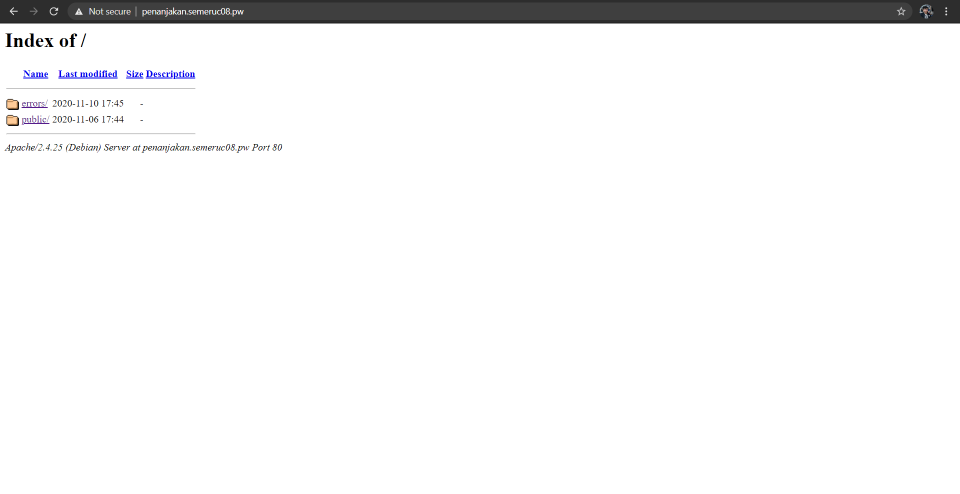 Not secure | penanjakan.semeruc08.pw
Index of /
Name Last modified Size Description
errors/ 2020-11-10 17:45 -
public/ 2020-11-06 17:44 -
Apache/2.4.25 (Debian) Server at penanjakan.semeruc08.pw Port 80